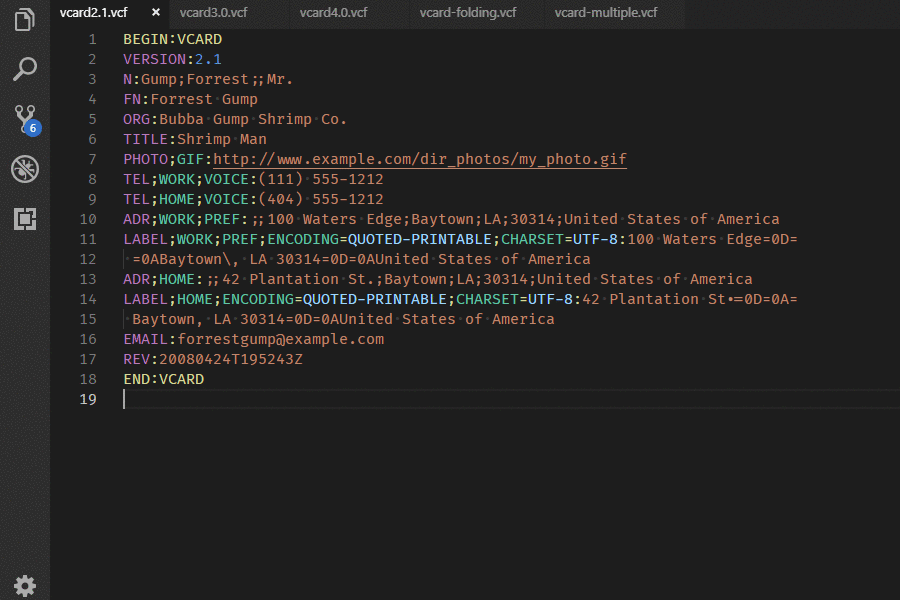 vcard2.1.vcf × vcard3.0.vcf vcard4.0.vcf vcard-folding.vcf vcard-multiple.vcf
6
1 BEGIN:VCARD
2 VERSION:2.1
3 N:Gump;Forrest;;Mr.
4 FN:Forrest·Gump
5 ORG:Bubba·Gump·Shrimp·Co.
6 TITLE:Shrimp·Man
7 PHOTO;GIF:http://www.example.com/dir_photos/my_photo.gif
8 TEL;WORK;VOICE:(111)·555-1212
9 TEL;HOME;VOICE:(404)·555-1212
10 ADR;WORK;PREF:;;100·Waters·Edge;Baytown;LA;30314;United·States·of·America
11 LABEL;WORK;PREF;ENCODING=QUOTED-PRINTABLE;CHARSET=UTF-8:100·Waters·Edge=0D=
12 ·=0ABaytown\,·LA·30314=0D=0AUnited·States·of·America
13 ADR;HOME:;;42·Plantation·St.;Baytown;LA;30314;United·States·of·America
14 LABEL;HOME;ENCODING=QUOTED-PRINTABLE;CHARSET=UTF-8:42·Plantation·St.=0D=0A=
15 ·Baytown,·LA·30314=0D=0AUnited·States·of·America
16 EMAIL:forrestgump@example.com
17 REV:20080424T195243Z
18 END:VCARD
19